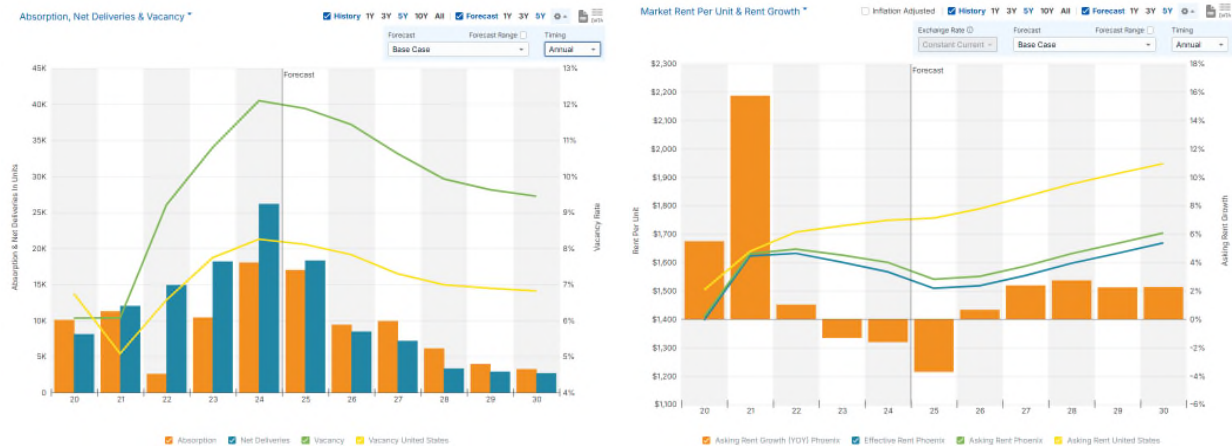 Absorption, Net Deliveries & Vacancy
History 1Y 3Y 5Y 10Y All Forecast 1Y 3Y 5Y
DATA
Forecast Forecast Range Timing
Base Case Annual
45K 13%
Forecast
40K 12%
35K 11%
30K 10%
25K 9%
20K 8%
15K 7%
10K 6%
5K 5%
0 4%
Absorption & Net Deliveries In Units
Vacancy Rate
20 21 22 23 24 25 26 27 28 29 30
Absorption Net Deliveries Vacancy Vacancy United States
Market Rent Per Unit & Rent Growth
Inflation Adjusted History 1Y 3Y 5Y 10Y All Forecast 1Y 3Y 5Y
DATA
Exchange Rate Forecast Forecast Range Timing
Constant Current Base Case Annual
$2,300 18%
Forecast
$2,200 16%
14%
$2,100
12%
$2,000
10%
$1,900
8%
$1,800
6%
$1,700
4%
$1,600
2%
$1,500
$1,400 0%
-2%
$1,300
$1,200 -4%
$1,100 -6%
Rent Per Unit
Asking Rent Growth
20 21 22 23 24 25 26 27 28 29 30
Asking Rent Growth (YOY) Phoenix Effective Rent Phoenix Asking Rent Phoenix Asking Rent United States